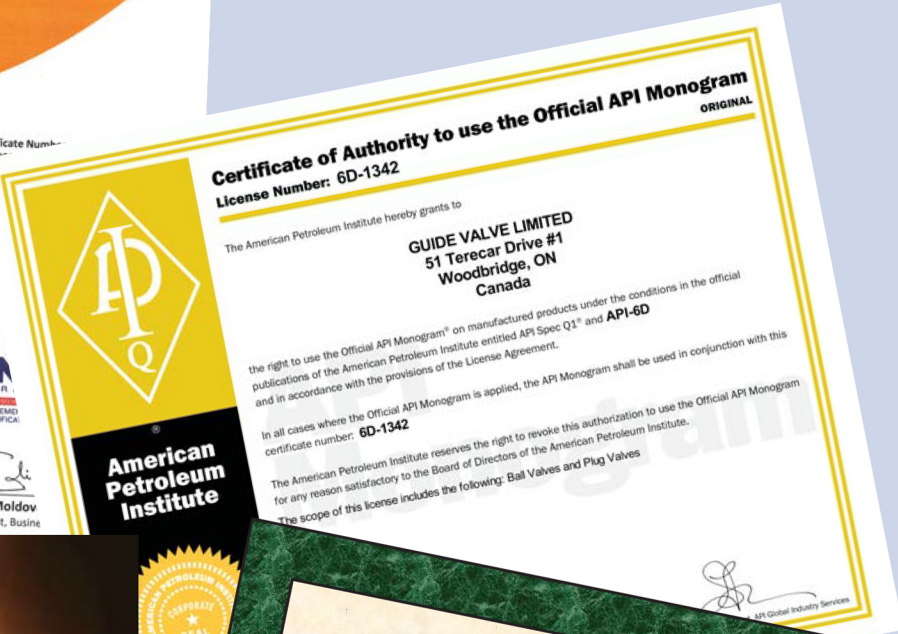 Certificate of Authority to use the Official API Monogram
ORIGINAL
License Number: 6D-1342
The American Petroleum Institute hereby grants to
GUIDE VALVE LIMITED
51 Terecar Drive #1
Woodbridge, ON
Canada
the right to use the Official API Monogram® on manufactured products under the conditions in the official
publications of the American Petroleum Institute entitled API Spec Q1® and API-6D
and in accordance with the provisions of the License Agreement.
In all cases where the Official API Monogram is applied, the API Monogram shall be used in conjunction with this
certificate number: 6D-1342
The American Petroleum Institute reserves the right to revoke this authorization to use the Official API Monogram
for any reason satisfactory to the Board of Directors of the American Petroleum Institute.
The scope of this license includes the following: Ball Valves and Plug Valves
API Global Industry Services
API
Monogram
API
Q
®
American
Petroleum
Institute
AMERICAN PETROLEUM
CORPORATE